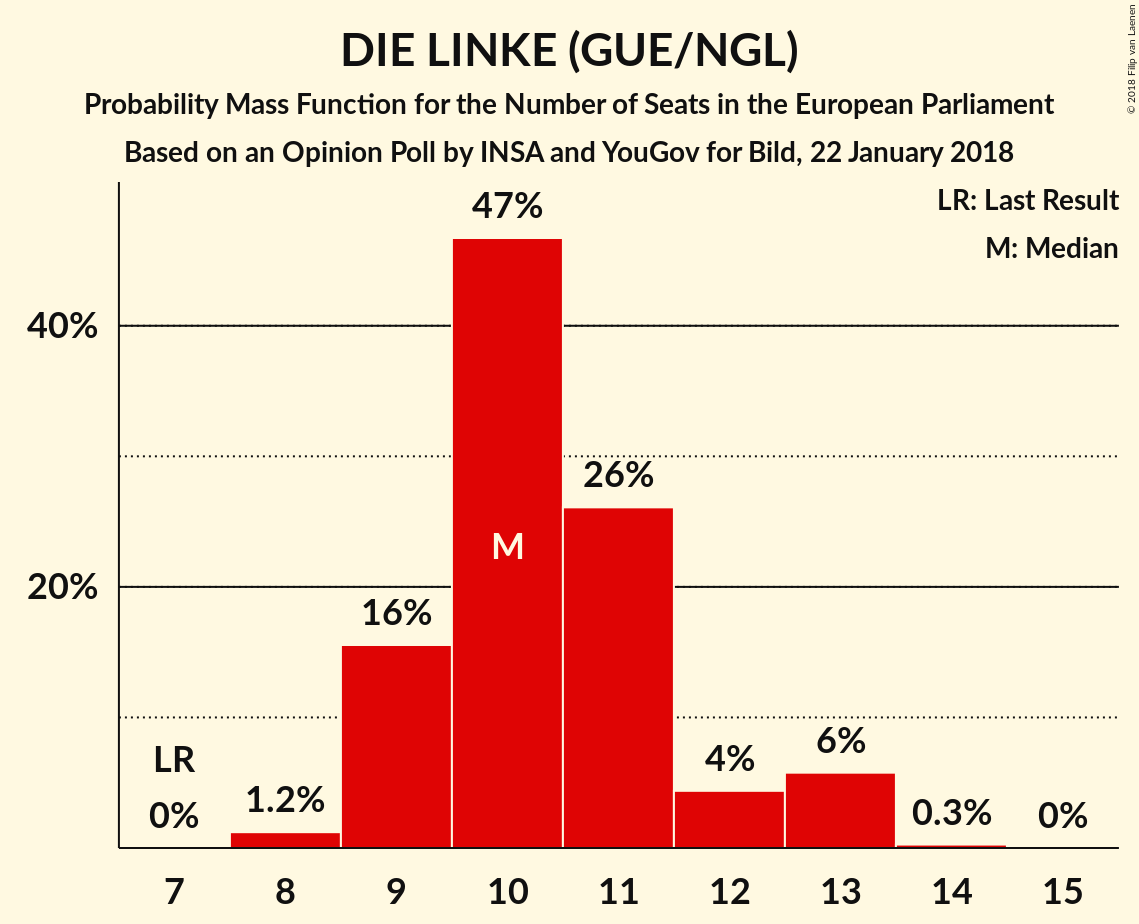 DIE LINKE (GUE/NGL)
Probability Mass Function for the Number of Seats in the European Parliament
Based on an Opinion Poll by INSA and YouGov for Bild, 22 January 2018
© 2018 Filip van Laenen
LR: Last Result
M: Median
47%
40%
26%
M
20%
16%
LR
0%
1.2%
4%
6%
0.3%
0%
7 8 9 10 11 12 13 14 15